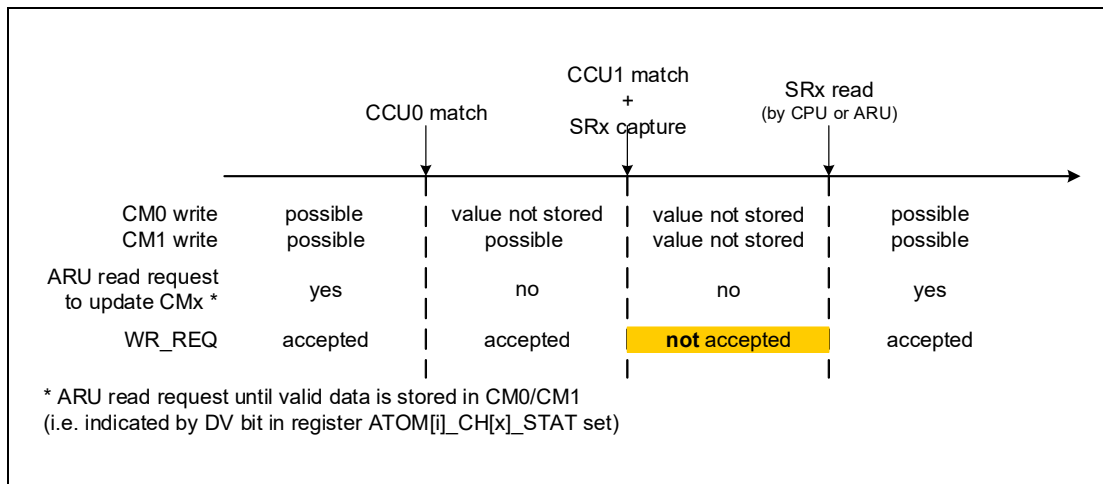 CCU0 match
CCU1 match
+
SRx capture
SRx read
(by CPU or ARU)
CM0 write possible value not stored value not stored possible
CM1 write possible possible value not stored possible
ARU read request
to update CMx * yes no no yes
WR_REQ accepted accepted not accepted accepted
* ARU read request until valid data is stored in CM0/CM1
(i.e. indicated by DV bit in register ATOM[i]_CH[x]_STAT set)